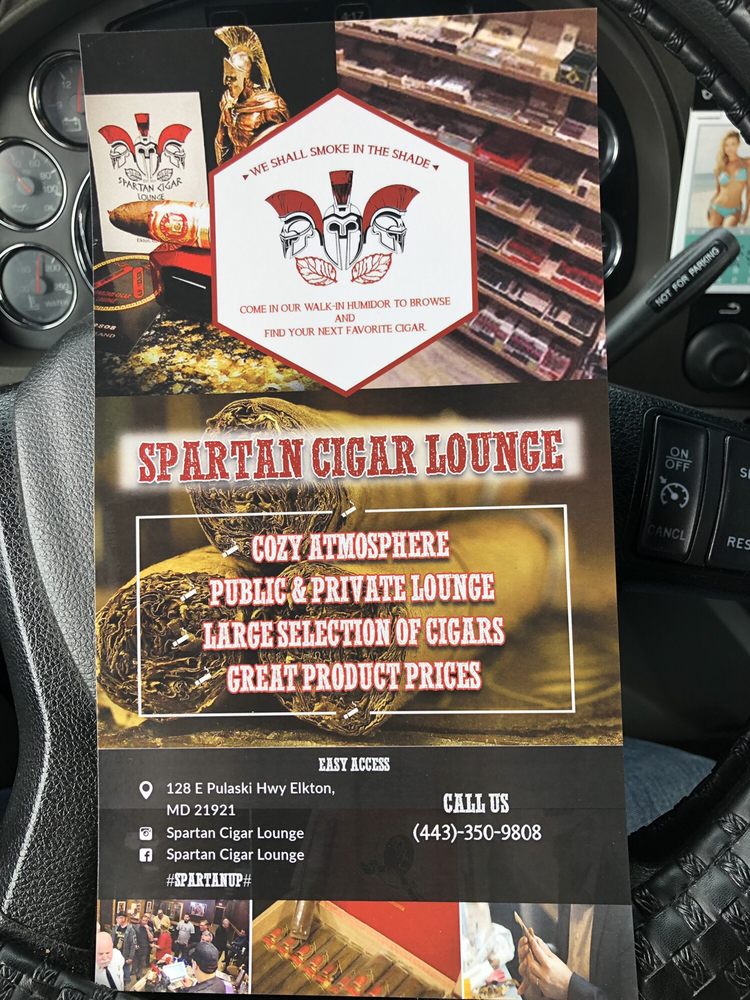 WE SHALL SMOKE IN THE SHADE
COME IN OUR WALK-IN HUMIDOR TO BROWSE
AND
FIND YOUR NEXT FAVORITE CIGAR.
SPARTAN CIGAR
LOUNGE
SPARTAN CIGAR LOUNGE
COZY ATMOSPHERE
PUBLIC & PRIVATE LOUNGE
LARGE SELECTION OF CIGARS
GREAT PRODUCT PRICES
EASY ACCESS
128 E Pulaski Hwy Elkton,
MD 21921
Spartan Cigar Lounge
Spartan Cigar Lounge
#SPARTANUP#
CALL US
(443)-350-9808
NOT FOR PARKING
ON
OFF
CANCL
RES